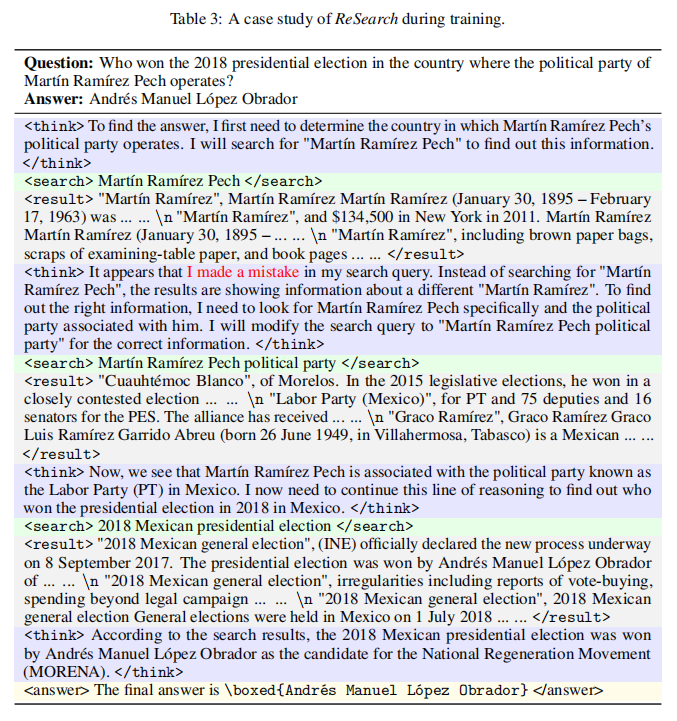 Table 3: A case study of ReSearch during training.
Question: Who won the 2018 presidential election in the country where the political party of
Martín Ramírez Pech operates?
Answer: Andrés Manuel López Obrador
<think> To find the answer, I first need to determine the country in which Martín Ramírez Pech's
political party operates. I will search for "Martín Ramírez Pech" to find out this information.
</think>
<search> Martín Ramírez Pech </search>
<result> "Martín Ramírez", Martín Ramírez Martín Ramírez (January 30, 1895 – February
17, 1963) was ... ... \n "Martín Ramírez", and $134,500 in New York in 2011. Martín Ramírez
Martín Ramírez (January 30, 1895 – ... ... \n "Martín Ramírez", including brown paper bags,
scraps of examining-table paper, and book pages ... ... </result>
<think> It appears that I made a mistake in my search query. Instead of searching for "Martín
Ramírez Pech", the results are showing information about a different "Martín Ramírez". To find
out the right information, I need to look for Martín Ramírez Pech specifically and the political
party associated with him. I will modify the search query to "Martín Ramírez Pech political
party" for the correct information. </think>
<search> Martín Ramírez Pech political party </search>
<result> "Cuauhtémoc Blanco", of Morelos. In the 2015 legislative elections, he won in a
closely contested election ... ... \n "Labor Party (Mexico)", for PT and 75 deputies and 16
senators for the PES. The alliance has received ... ... \n "Graco Ramírez", Graco Ramírez Graco
Luis Ramírez Garrido Abreu (born 26 June 1949, in Villahermosa, Tabasco) is a Mexican ... ...
</result>
<think> Now, we see that Martín Ramírez Pech is associated with the political party known as
the Labor Party (PT) in Mexico. I now need to continue this line of reasoning to find out who
won the presidential election in 2018 in Mexico. </think>
<search> 2018 Mexican presidential election </search>
<result> "2018 Mexican general election", (INE) officially declared the new process underway
on 8 September 2017. The presidential election was won by Andrés Manuel López Obrador
of ... ... \n "2018 Mexican general election", irregularities including reports of vote-buying,
spending beyond legal campaign ... ... \n "2018 Mexican general election", 2018 Mexican
general election General elections were held in Mexico on 1 July 2018 ... ... </result>
<think> According to the search results, the 2018 Mexican presidential election was won
by Andrés Manuel López Obrador as the candidate for the National Regeneration Movement
(MORENA). </think>
<answer> The final answer is \boxed{Andrés Manuel López Obrador} </answer>